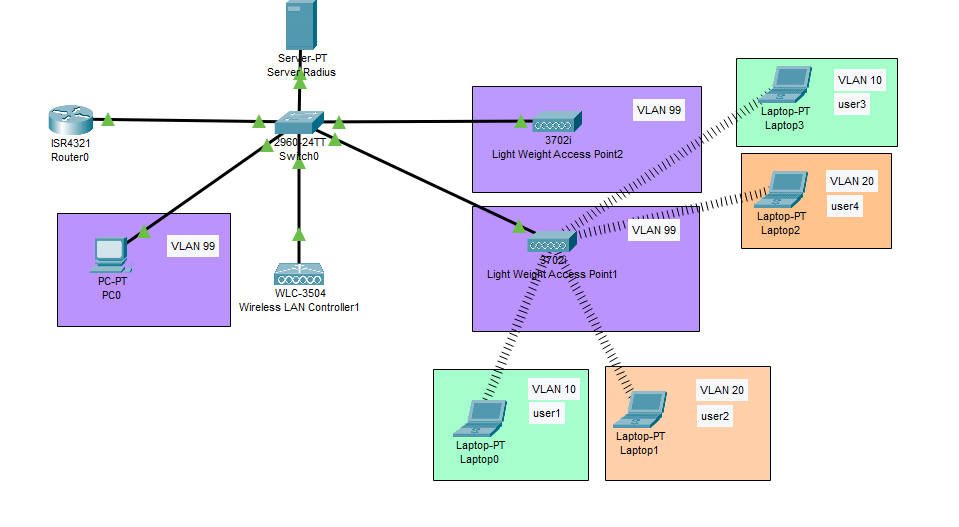 Server-PT
Server Radius
ISR4321
Router0
2960-24TT
Switch0
VLAN 99
3702i
Light Weight Access Point2
VLAN 10
user3
Laptop-PT
Laptop3
VLAN 20
user4
Laptop-PT
Laptop2
VLAN 99
3702i
Light Weight Access Point1
VLAN 99
PC-PT
PC0
WLC-3504
Wireless LAN Controller1
VLAN 10
user1
Laptop-PT
Laptop0
VLAN 20
user2
Laptop-PT
Laptop1